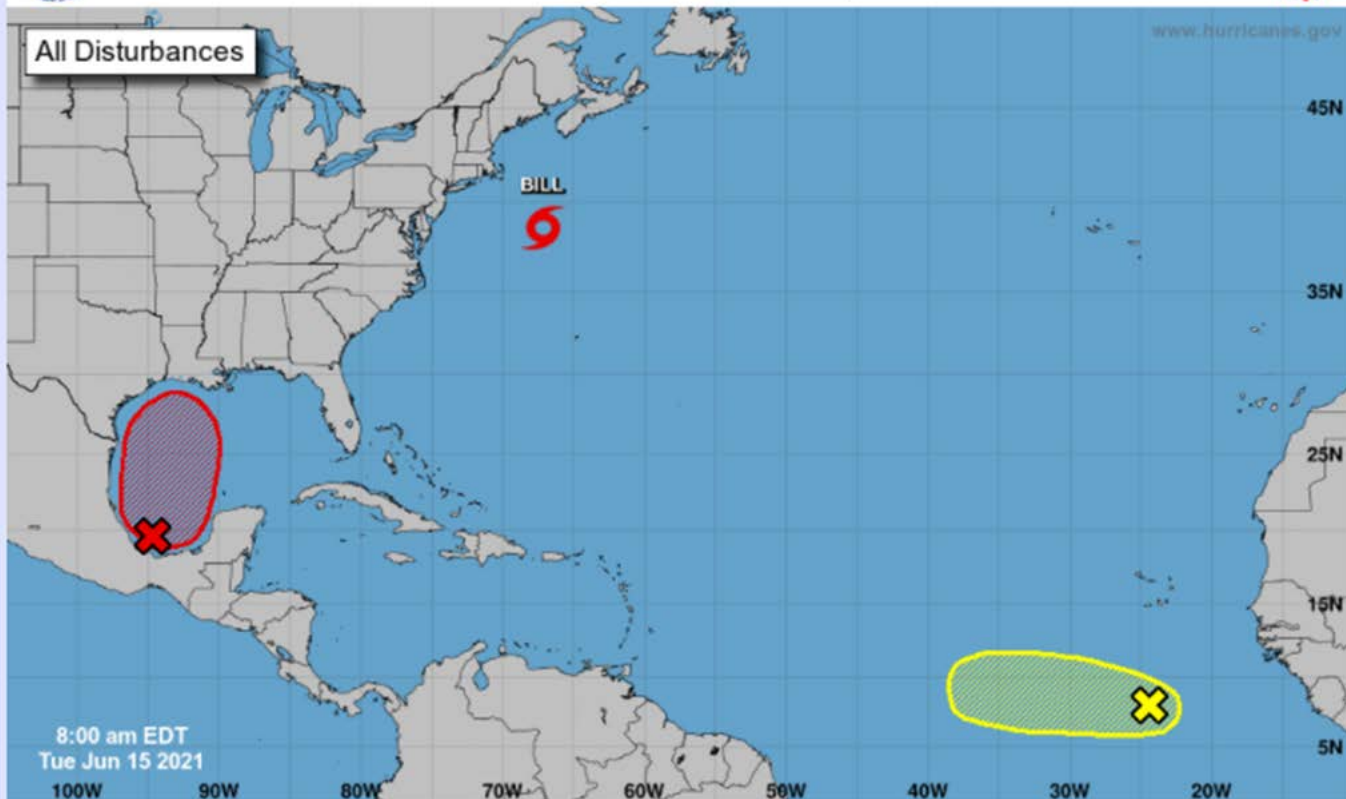 All Disturbances
www.hurricanes.gov
45N
BILL
35N
25N
15N
8:00 am EDT
Tue Jun 15 2021
5N
100W 90W 80W 70W 60W 50W 40W 30W 20W